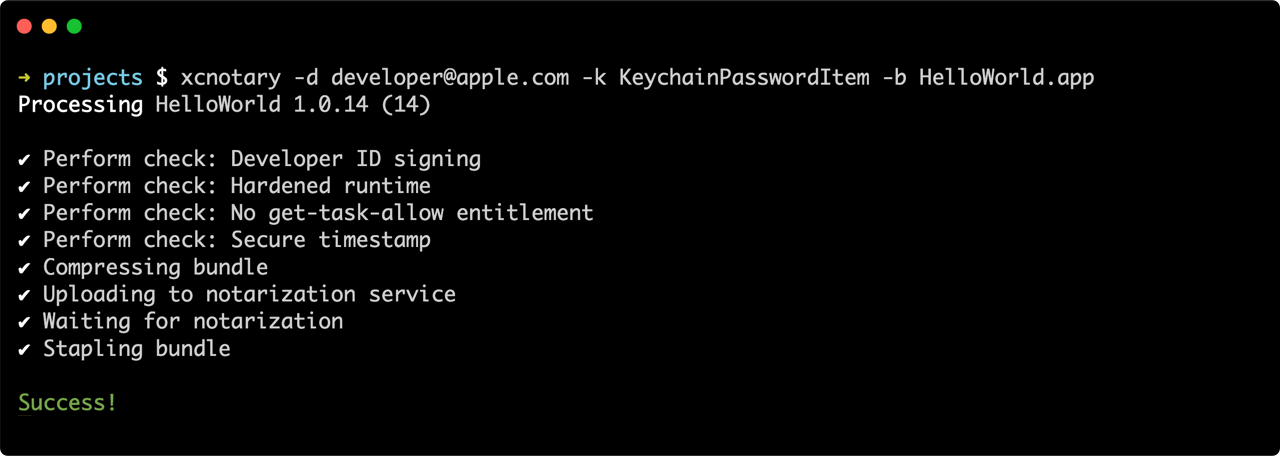 ➜ projects $ xcnotary -d developer@apple.com -k KeychainPasswordItem -b HelloWorld.app
Processing HelloWorld 1.0.14 (14)
✔ Perform check: Developer ID signing
✔ Perform check: Hardened runtime
✔ Perform check: No get-task-allow entitlement
✔ Perform check: Secure timestamp
✔ Compressing bundle
✔ Uploading to notarization service
✔ Waiting for notarization
✔ Stapling bundle
Success!